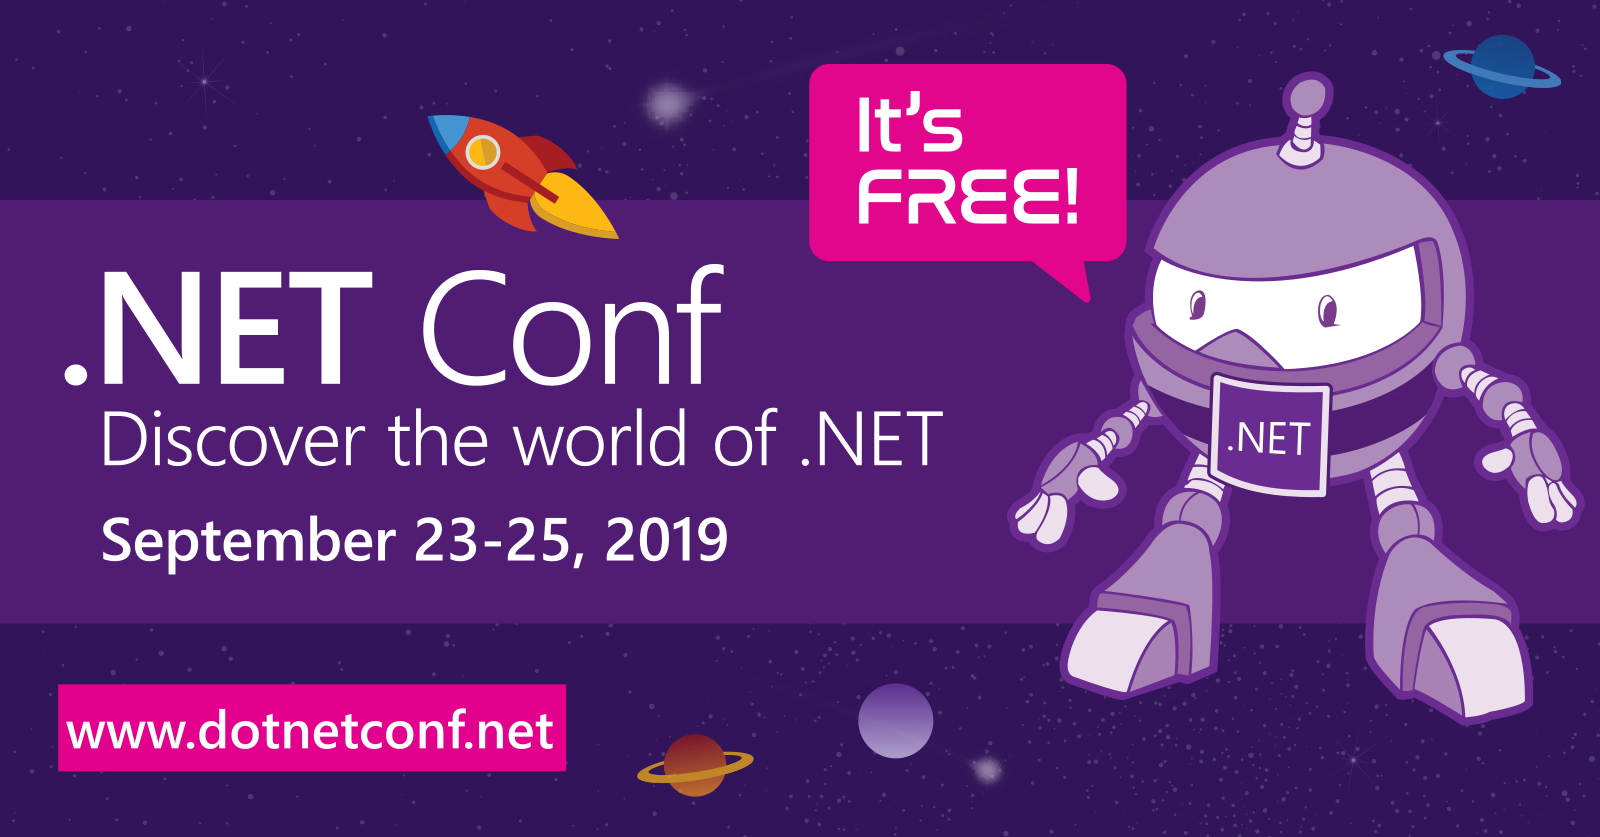 It's
FREE!
.NET Conf
Discover the world of .NET
September 23-25, 2019
.NET
www.dotnetconf.net